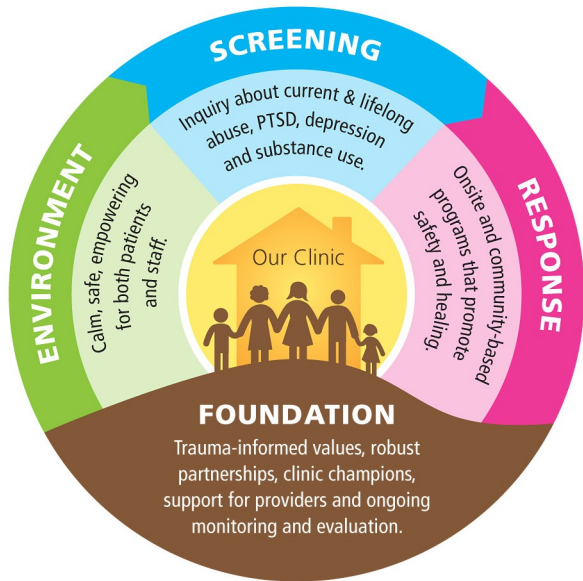 SCREENING
Inquiry about current & lifelong
abuse, PTSD, depression
and substance use.
ENVIRONMENT
Calm, safe, empowering
for both patients
and staff.
RESPONSE
Onsite and community-based
programs that promote
safety and healing.
Our Clinic
FOUNDATION
Trauma-informed values, robust
partnerships, clinic champions,
support for providers and ongoing
monitoring and evaluation.